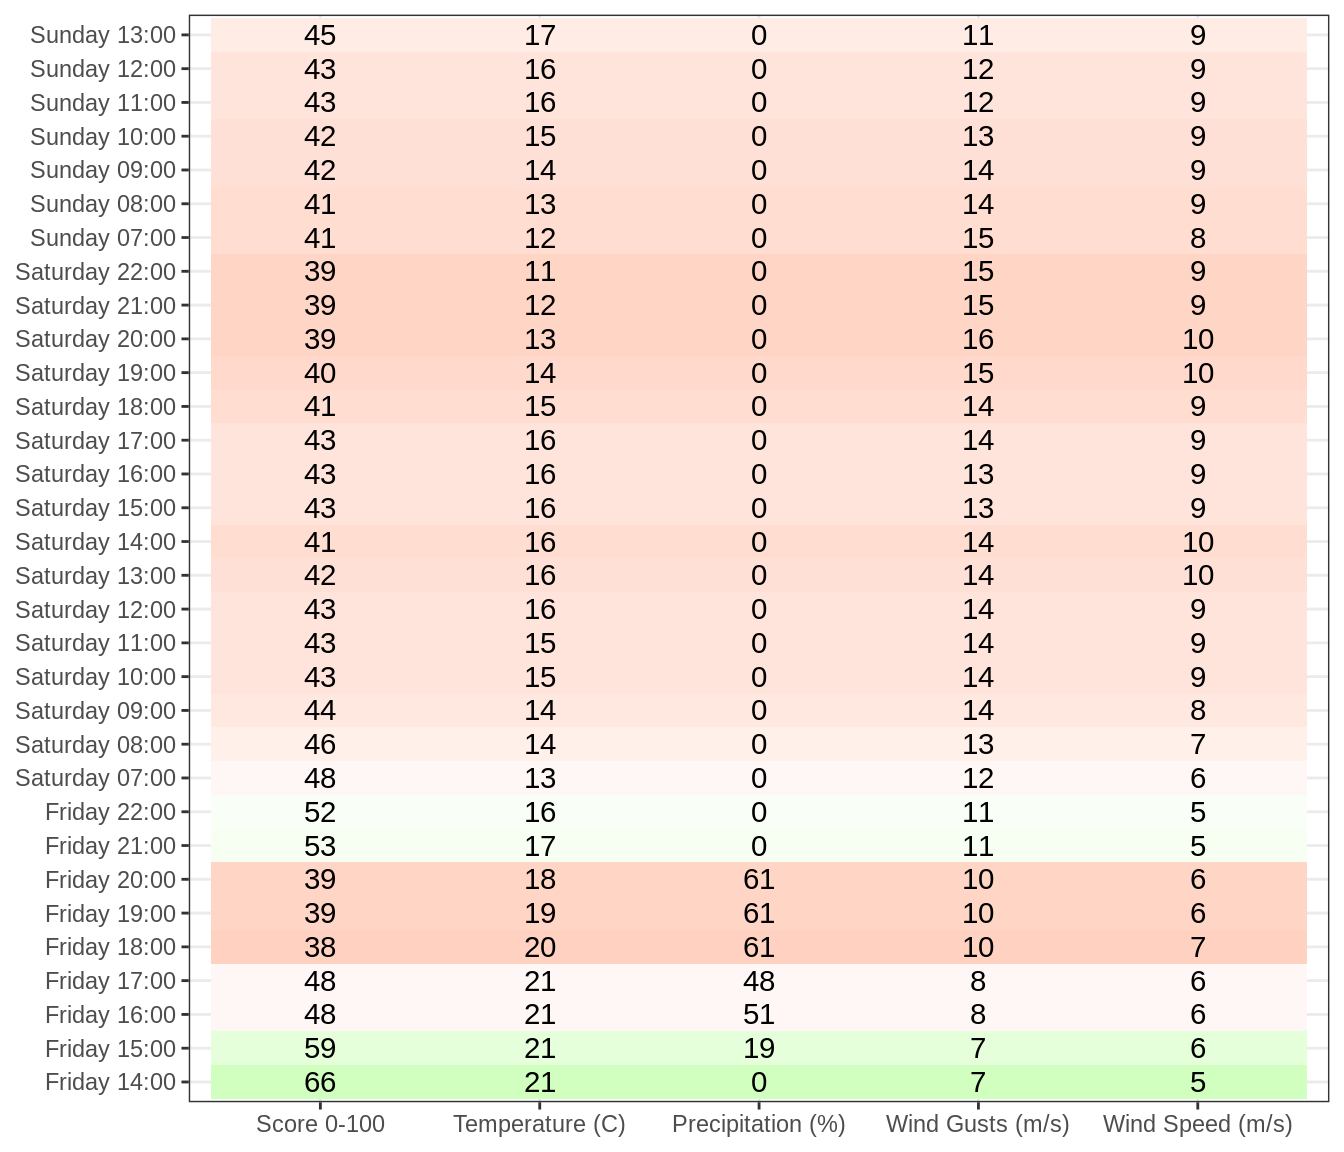 Sunday 13:00 45 17 0 11 9
Sunday 12:00 43 16 0 12 9
Sunday 11:00 43 16 0 12 9
Sunday 10:00 42 15 0 13 9
Sunday 09:00 42 14 0 14 9
Sunday 08:00 41 13 0 14 9
Sunday 07:00 41 12 0 15 8
Saturday 22:00 39 11 0 15 9
Saturday 21:00 39 12 0 15 9
Saturday 20:00 39 13 0 16 10
Saturday 19:00 40 14 0 15 10
Saturday 18:00 41 15 0 14 9
Saturday 17:00 43 16 0 14 9
Saturday 16:00 43 16 0 13 9
Saturday 15:00 43 16 0 13 9
Saturday 14:00 41 16 0 14 10
Saturday 13:00 42 16 0 14 10
Saturday 12:00 43 16 0 14 9
Saturday 11:00 43 15 0 14 9
Saturday 10:00 43 15 0 14 9
Saturday 09:00 44 14 0 14 8
Saturday 08:00 46 14 0 13 7
Saturday 07:00 48 13 0 12 6
Friday 22:00 52 16 0 11 5
Friday 21:00 53 17 0 11 5
Friday 20:00 39 18 61 10 6
Friday 19:00 39 19 61 10 6
Friday 18:00 38 20 61 10 7
Friday 17:00 48 21 48 8 6
Friday 16:00 48 21 51 8 6
Friday 15:00 59 21 19 7 6
Friday 14:00 66 21 0 7 5
Score 0-100 Temperature (C) Precipitation (%) Wind Gusts (m/s) Wind Speed (m/s)